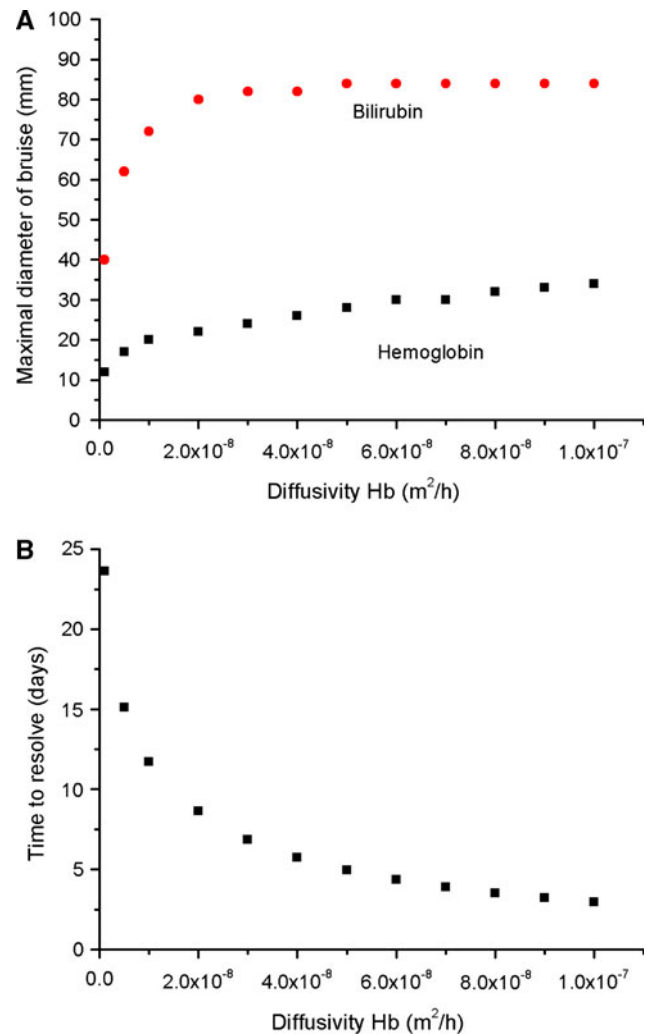 A
100
90
80
70
60
50
40
30
20
10
0
Maximal diameter of bruise (mm)
Bilirubin
Hemoglobin
0.0 2.0x10⁻⁸ 4.0x10⁻⁸ 6.0x10⁻⁸ 8.0x10⁻⁸ 1.0x10⁻⁷
Diffusivity Hb (m²/h)
B
25
20
15
10
5
0
Time to resolve (days)
0.0 2.0x10⁻⁸ 4.0x10⁻⁸ 6.0x10⁻⁸ 8.0x10⁻⁸ 1.0x10⁻⁷
Diffusivity Hb (m²/h)